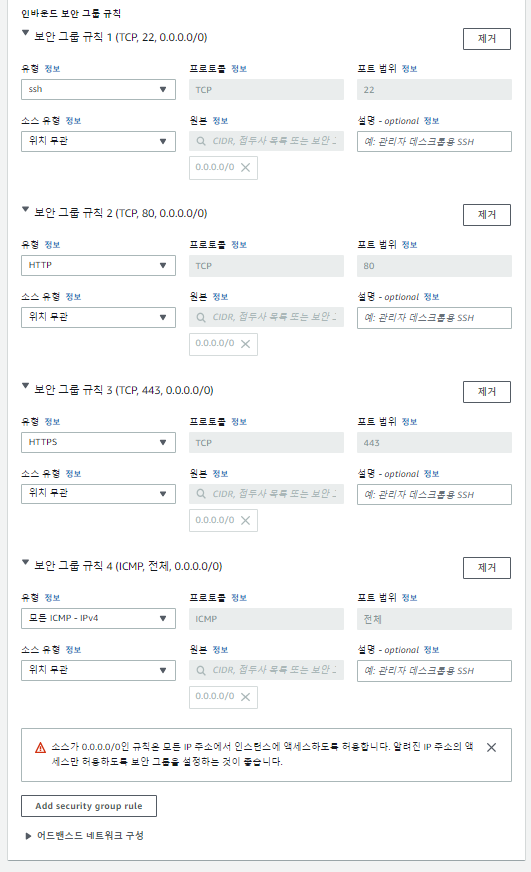 인바운드 보안 그룹 규칙
보안 그룹 규칙 1 (TCP, 22, 0.0.0.0/0)
제거
유형 정보
프로토콜 정보
포트 범위 정보
ssh
TCP
22
소스 유형 정보
원본 정보
설명 - optional 정보
위치 무관
CIDR, 접두사 목록 또는 보안 .
예: 관리자 데스크톱용 SSH
0.0.0.0/0
보안 그룹 규칙 2 (TCP, 80, 0.0.0.0/0)
제거
유형 정보
프로토콜 정보
포트 범위 정보
HTTP
TCP
80
소스 유형 정보
원본 정보
설명 - optional 정보
위치 무관
CIDR, 접두사 목록 또는 보안 .
예: 관리자 데스크톱용 SSH
0.0.0.0/0
보안 그룹 규칙 3 (TCP, 443, 0.0.0.0/0)
제거
유형 정보
프로토콜 정보
포트 범위 정보
HTTPS
TCP
443
소스 유형 정보
원본 정보
설명 - optional 정보
위치 무관
CIDR, 접두사 목록 또는 보안 .
예: 관리자 데스크톱용 SSH
0.0.0.0/0
보안 그룹 규칙 4 (ICMP, 전체, 0.0.0.0/0)
제거
유형 정보
프로토콜 정보
포트 범위 정보
모든 ICMP - IPv4
ICMP
전체
소스 유형 정보
원본 정보
설명 - optional 정보
위치 무관
CIDR, 접두사 목록 또는 보안 .
예: 관리자 데스크톱용 SSH
0.0.0.0/0
소스가 0.0.0.0/0인 규칙은 모든 IP 주소에서 인스턴스에 액세스하도록 허용합니다. 알려진 IP 주소의 액
세스만 허용하도록 보안 그룹을 설정하는 것이 좋습니다.
Add security group rule
어드밴스드 네트워크 구성